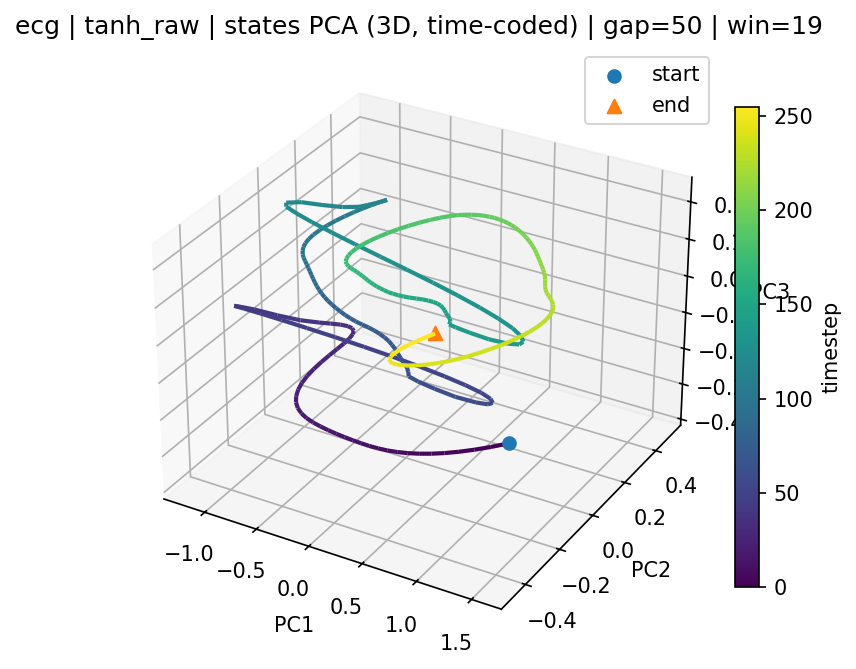 ecg | tanh_raw | states PCA (3D, time-coded) | gap=50 | win=19
start
end
250
200
150
100
50
0
timestep
PC3
−0.4
0.4
0.2
0.0
−0.2
−0.4
PC2
−1.0
−0.5
0.0
0.5
1.0
1.5
PC1